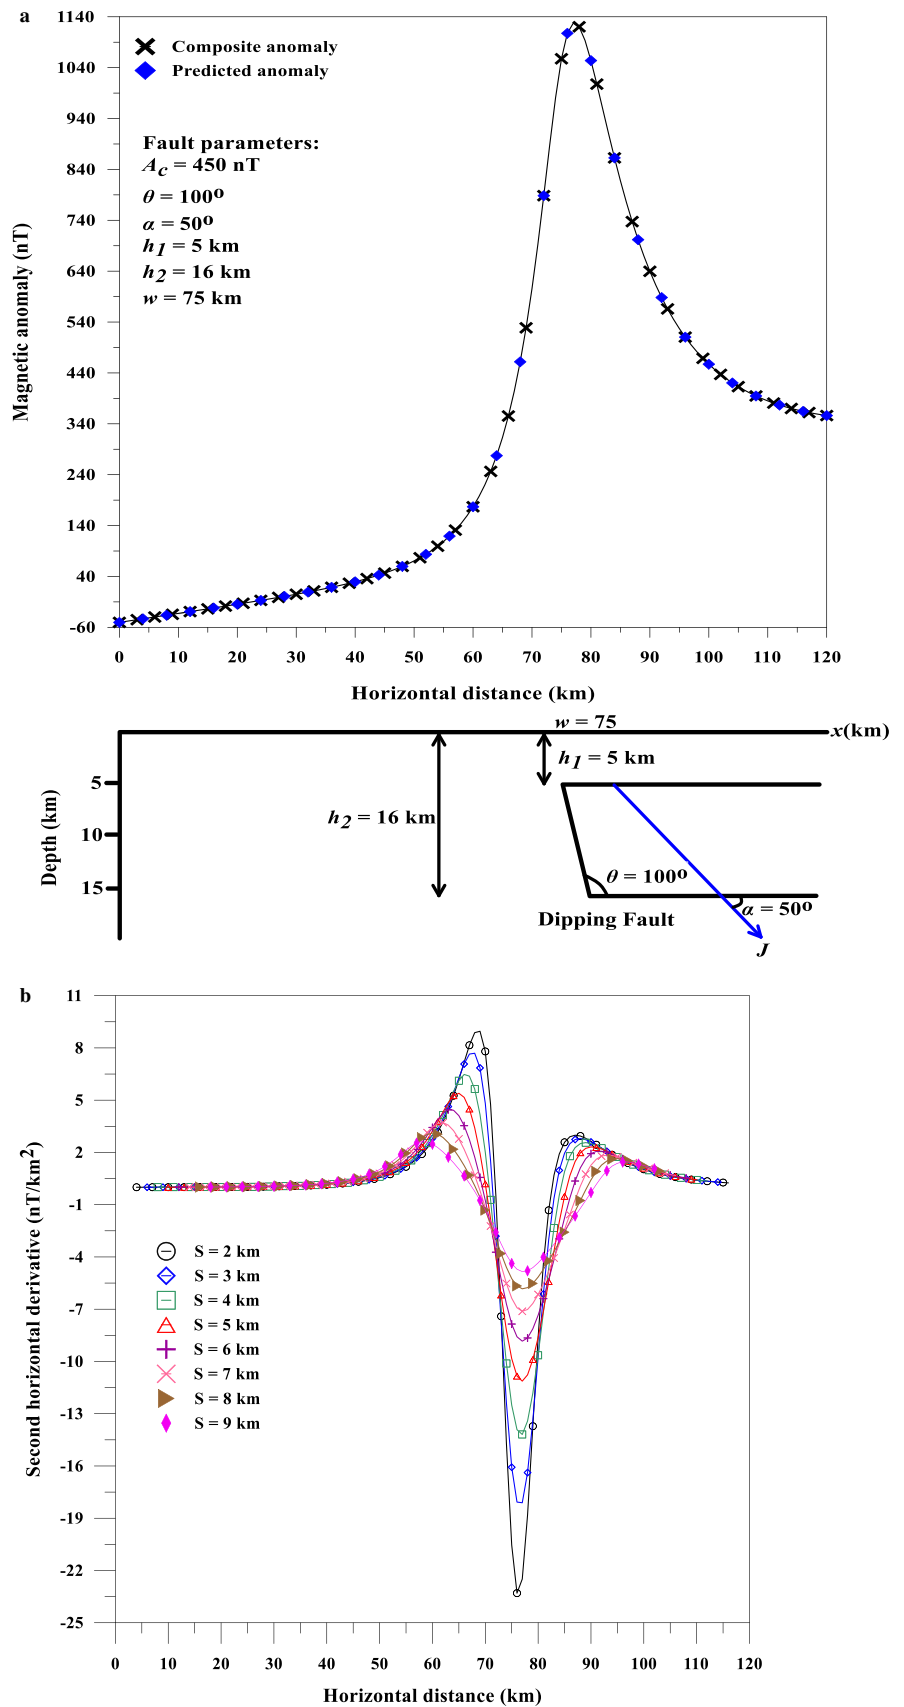 a
1140
1040
940
840
740
640
540
440
340
240
140
40
-60
Magnetic anomaly (nT)
Composite anomaly
Predicted anomaly
Fault parameters:
A_c = 450 nT
θ = 100º
α = 50º
h_1 = 5 km
h_2 = 16 km
w = 75 km
0 10 20 30 40 50 60 70 80 90 100 110 120
Horizontal distance (km)
w = 75
x(km)
h_1 = 5 km
5
h_2 = 16 km
10
Depth (km)
θ = 100º
15
α = 50º
Dipping Fault
J
b
11
8
5
2
-1
-4
-7
-10
-13
-16
-19
-22
-25
Second horizontal derivative (nT/km²)
S = 2 km
S = 3 km
S = 4 km
S = 5 km
S = 6 km
S = 7 km
S = 8 km
S = 9 km
0 10 20 30 40 50 60 70 80 90 100 110 120
Horizontal distance (km)